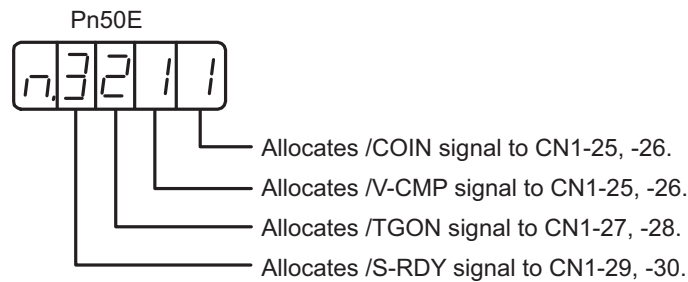 Pn50E
n.3211
Allocates /COIN signal to CN1-25, -26.
Allocates /V-CMP signal to CN1-25, -26.
Allocates /TGON signal to CN1-27, -28.
Allocates /S-RDY signal to CN1-29, -30.